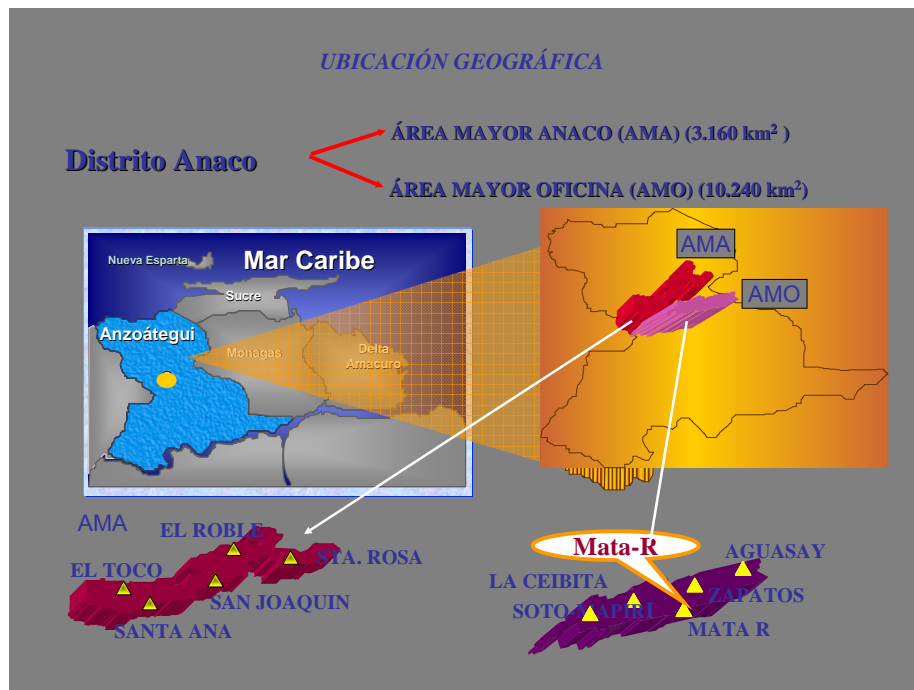 UBICACIÓN GEOGRÁFICA
ÁREA MAYOR ANACO (AMA) (3.160 km² )
Distrito Anaco
ÁREA MAYOR OFICINA (AMO) (10.240 km²)
Nueva Esparta
Mar Caribe
Sucre
Anzoátegui
Monagas
Delta
Amacuro
AMA
AMO
AMA
EL ROBLE
STA. ROSA
EL TOCO
SAN JOAQUIN
SANTA ANA
Mata-R
AGUASAY
LA CEIBITA
ZAPATOS
SOTO MAPIRÍ
MATA R